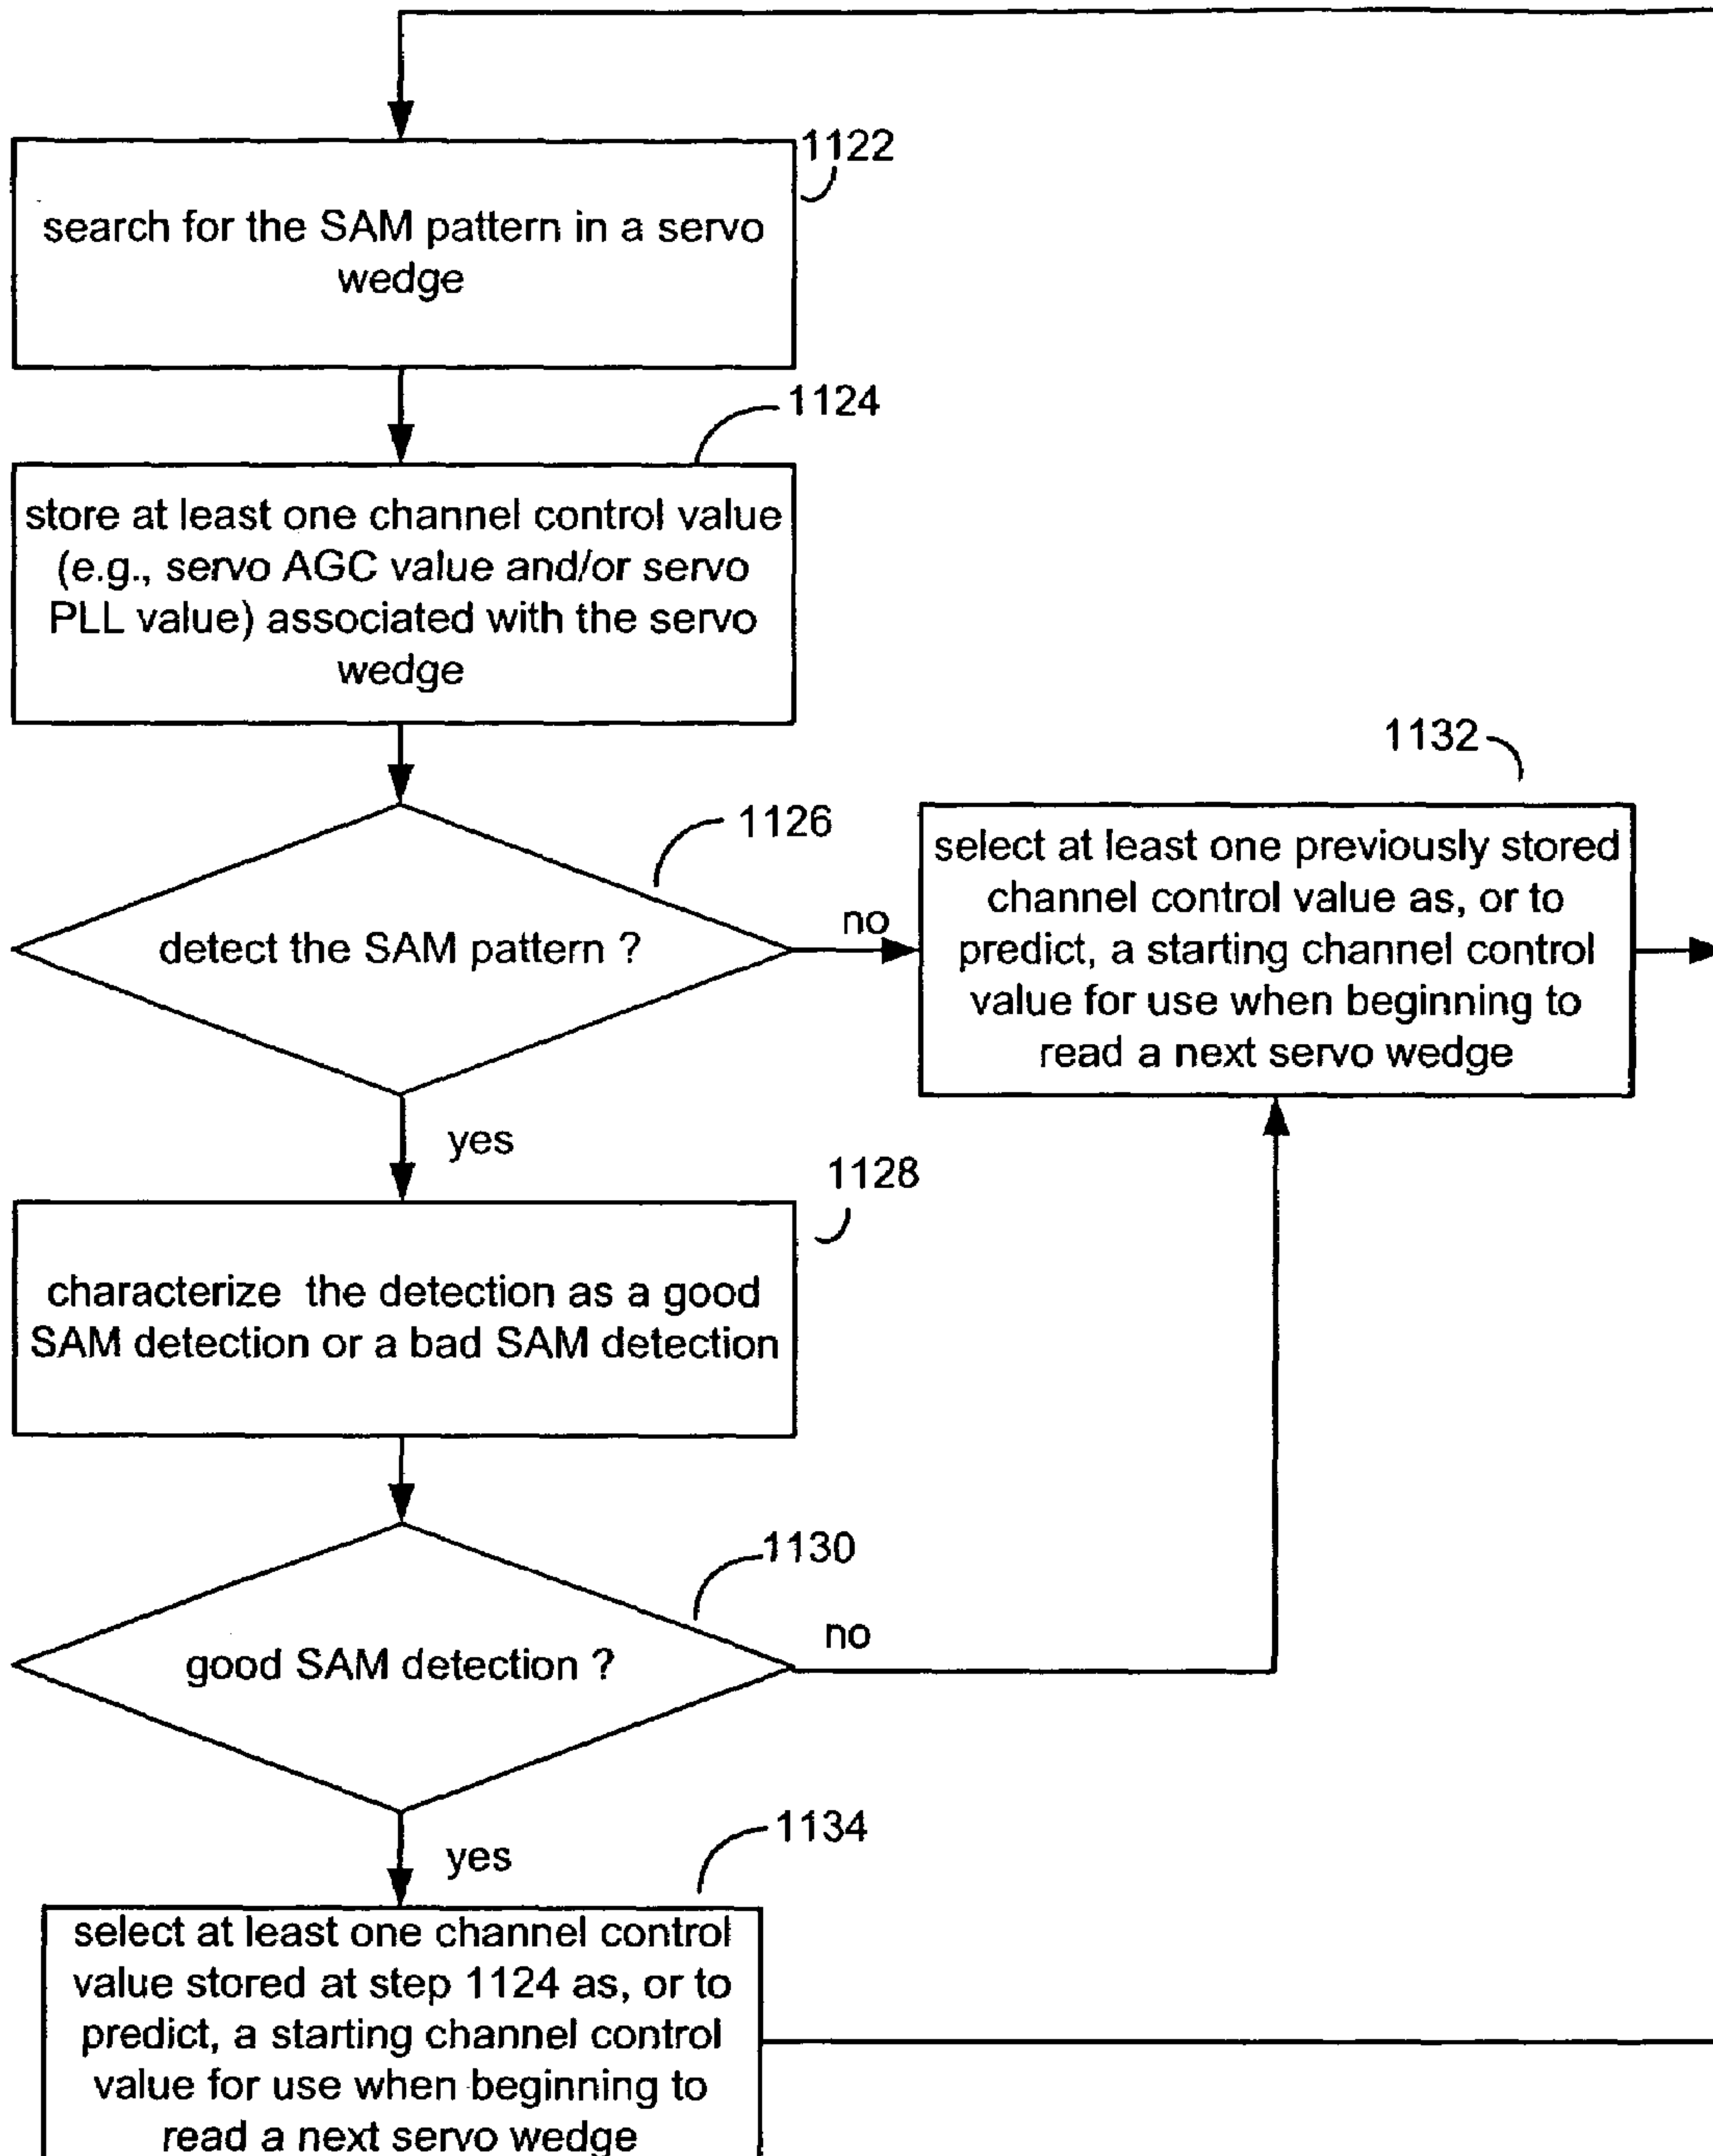 1122
search for the SAM pattern in a servo
wedge
1124
store at least one channel control value
(e.g., servo AGC value and/or servo
PLL value) associated with the servo
wedge
1126
detect the SAM pattern ?
no
yes
1132
select at least one previously stored
channel control value as, or to
predict, a starting channel control
value for use when beginning to
read a next servo wedge
1128
characterize the detection as a good
SAM detection or a bad SAM detection
1130
good SAM detection ?
no
yes
1134
select at least one channel control
value stored at step 1124 as, or to
predict, a starting channel control
value for use when beginning to
read a next servo wedge